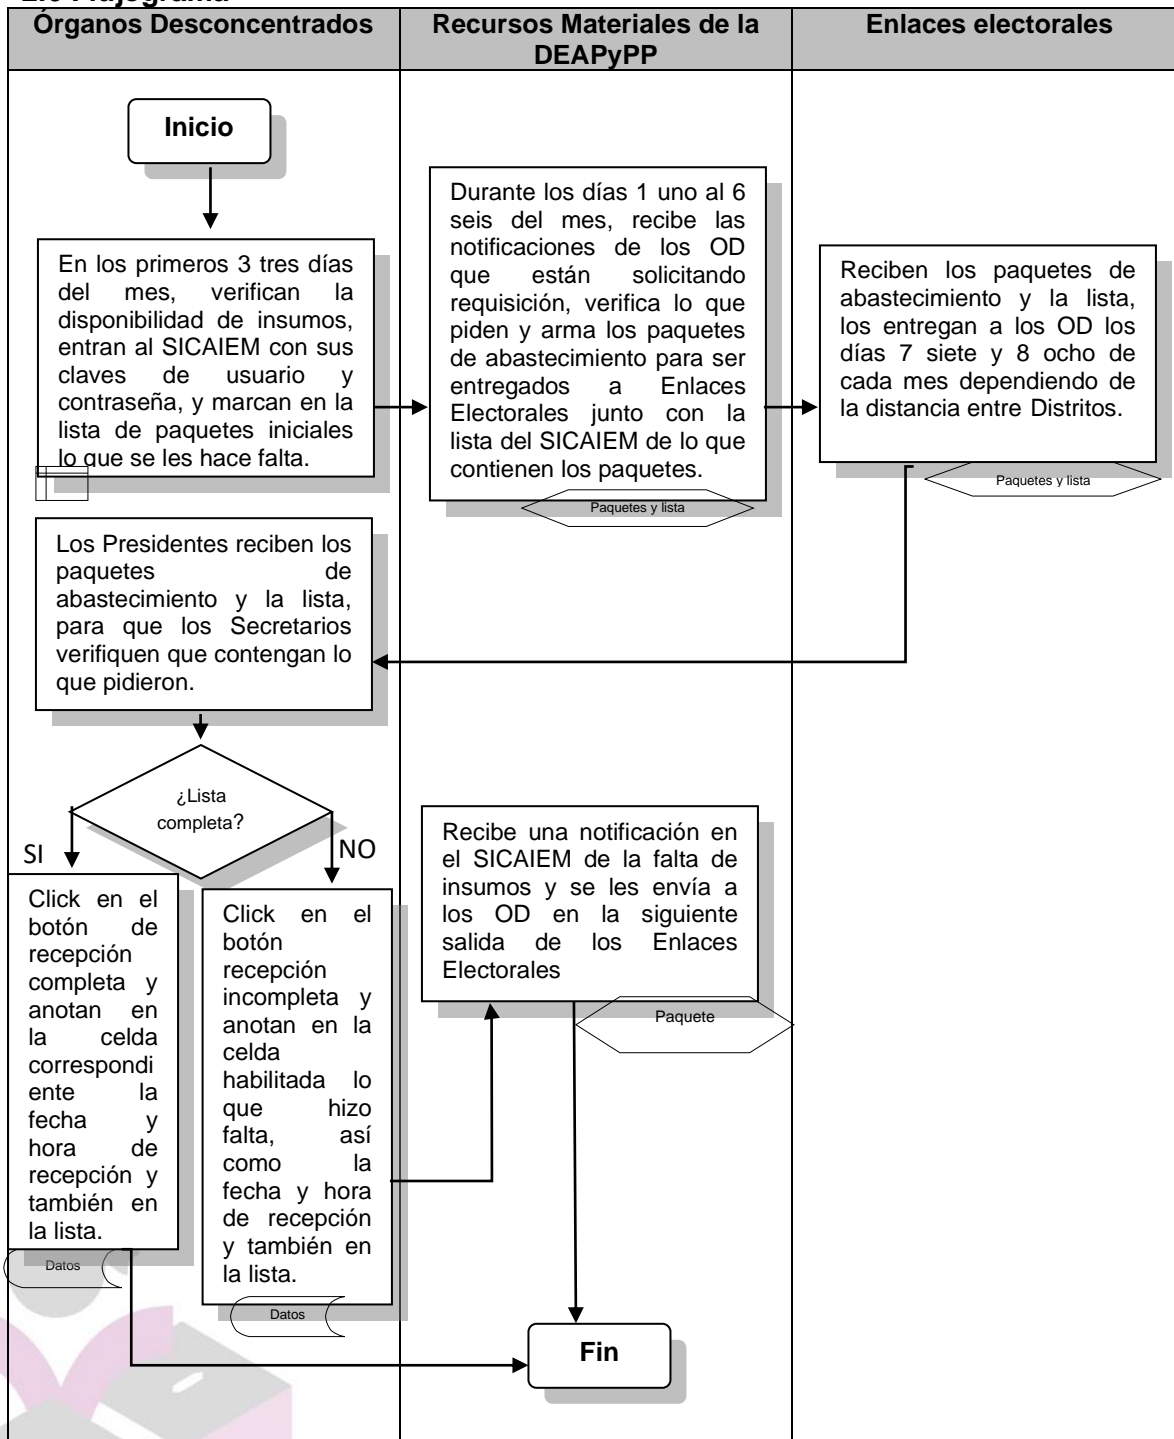 Órganos Desconcentrados
Recursos Materiales de la
DEAPyPP
Enlaces electorales
Inicio
En los primeros 3 tres días
del mes, verifican la
disponibilidad de insumos,
entran al SICAIEM con sus
claves de usuario y
contraseña, y marcan en la
lista de paquetes iniciales
lo que se les hace falta.
Durante los días 1 uno al 6
seis del mes, recibe las
notificaciones de los OD
que están solicitando
requisición, verifica lo que
piden y arma los paquetes
de abastecimiento para ser
entregados a Enlaces
Electorales junto con la
lista del SICAIEM de lo que
contienen los paquetes.
Paquetes y lista
Reciben los paquetes de
abastecimiento y la lista,
los entregan a los OD los
días 7 siete y 8 ocho de
cada mes dependiendo de
la distancia entre Distritos.
Paquetes y lista
Los Presidentes reciben los
paquetes de
abastecimiento y la lista,
para que los Secretarios
verifiquen que contengan lo
que pidieron.
¿Lista
completa?
SI
NO
Click en el
botón de
recepción
completa y
anotan en
la celda
correspondi
ente la
fecha y
hora de
recepción y
también en
la lista.
Datos
Click en el
botón
recepción
incompleta y
anotan en la
celda
habilitada lo
que hizo
falta, así
como la
fecha y hora
de recepción
y también en
la lista.
Datos
Recibe una notificación en
el SICAIEM de la falta de
insumos y se les envía a
los OD en la siguiente
salida de los Enlaces
Electorales
Paquete
Fin